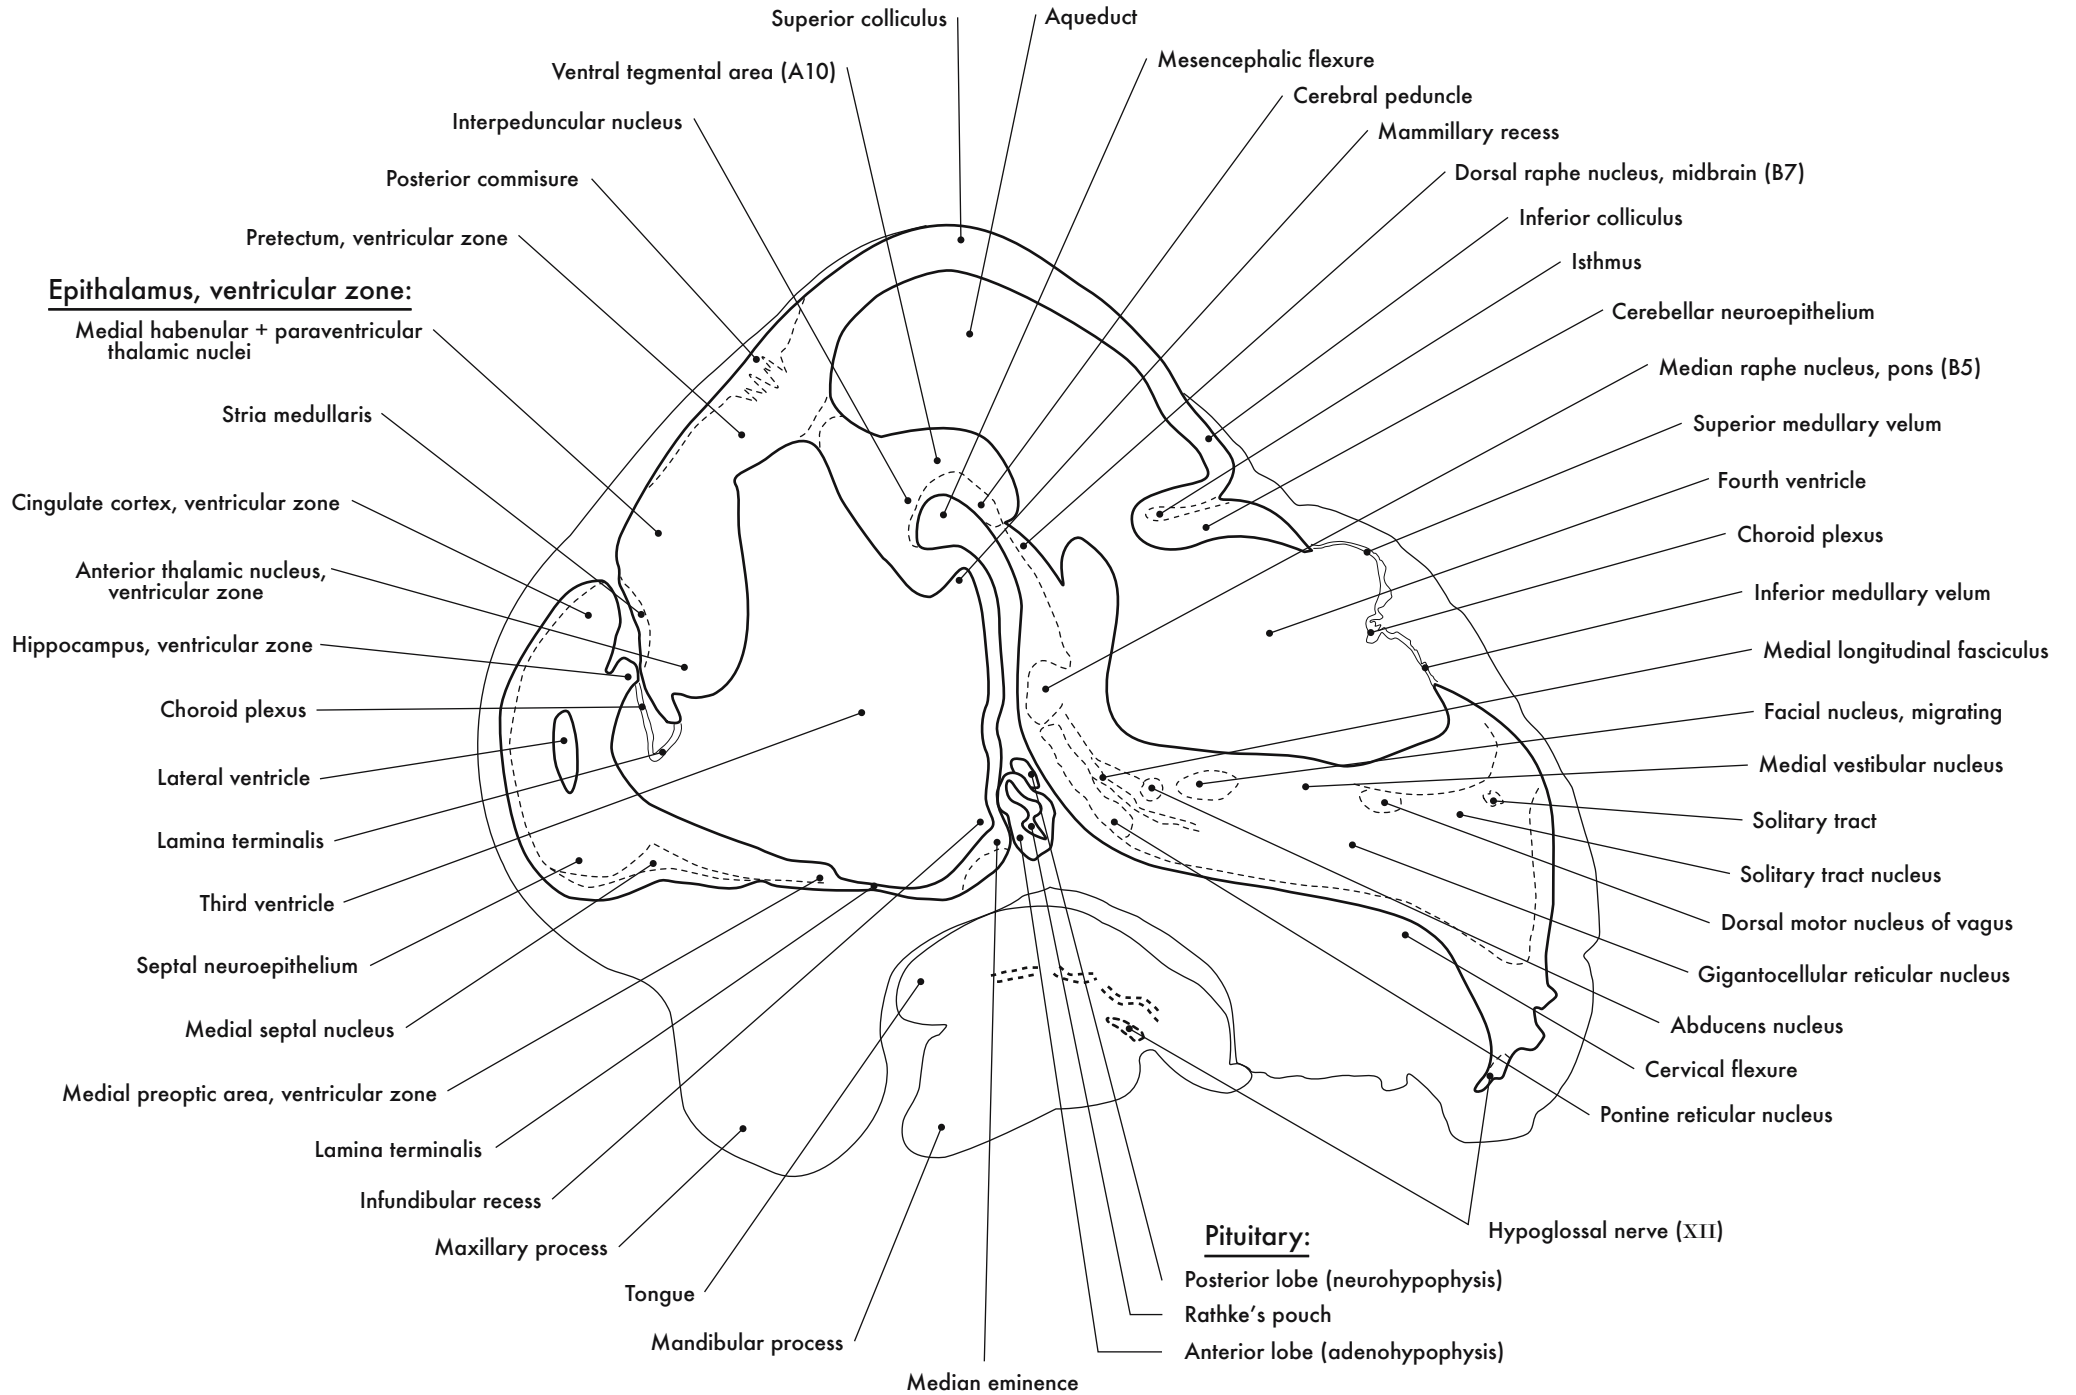 Superior colliculus
Ventral tegmental area (A10)
Interpeduncular nucleus
Posterior commisure
Pretectum, ventricular zone
Epithalamus, ventricular zone:
Medial habenular + paraventricular
thalamic nuclei
Stria medullaris
Cingulate cortex, ventricular zone
Anterior thalamic nucleus,
ventricular zone
Hippocampus, ventricular zone
Choroid plexus
Lateral ventricle
Lamina terminalis
Third ventricle
Septal neuroepithelium
Medial septal nucleus
Medial preoptic area, ventricular zone
Lamina terminalis
Infundibular recess
Maxillary process
Tongue
Mandibular process
Median eminence
Aqueduct
Mesencephalic flexure
Cerebral peduncle
Mammillary recess
Dorsal raphe nucleus, midbrain (B7)
Inferior colliculus
Isthmus
Cerebellar neuroepithelium
Median raphe nucleus, pons (B5)
Superior medullary velum
Fourth ventricle
Choroid plexus
Inferior medullary velum
Medial longitudinal fasciculus
Facial nucleus, migrating
Medial vestibular nucleus
Solitary tract
Solitary tract nucleus
Dorsal motor nucleus of vagus
Gigantocellular reticular nucleus
Abducens nucleus
Cervical flexure
Pontine reticular nucleus
Hypoglossal nerve (XII)
Pituitary:
Posterior lobe (neurohypophysis)
Rathke's pouch
Anterior lobe (adenohypophysis)